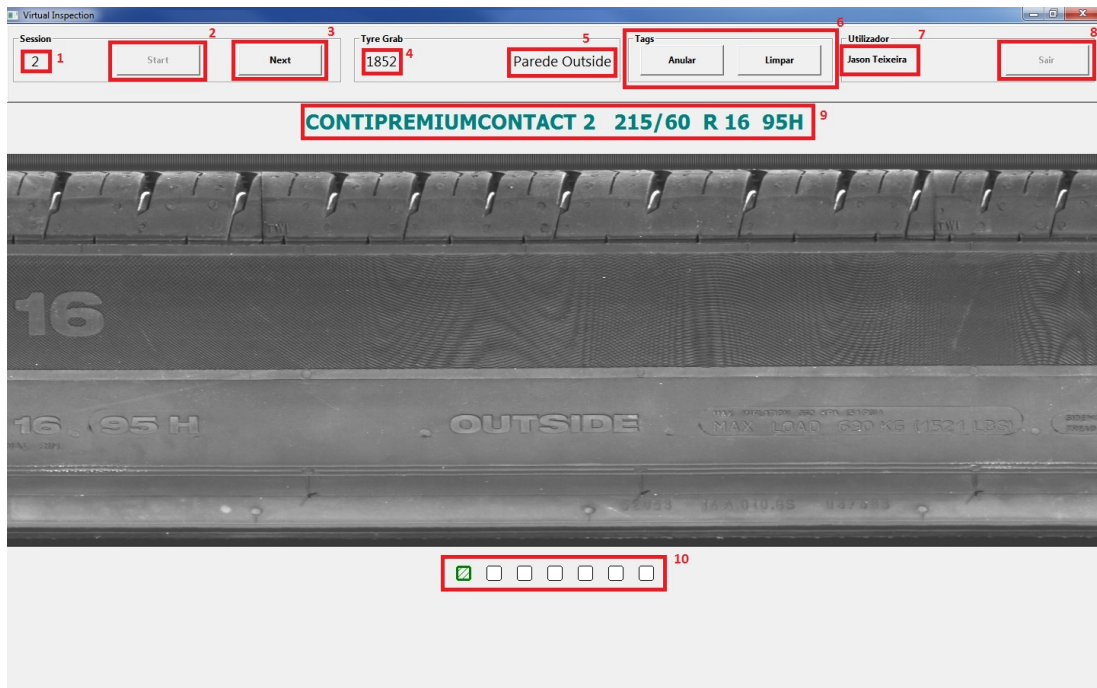 Virtual Inspection
Session
2
1
Start
2
Next
3
Tyre Grab
1852
4
Parede Outside
5
Tags
6
Anular
Limpar
Utilizador
7
Jason Teixeira
Sair
8
CONTIPREMIUMCONTACT 2 215/60 R 16 95H
9
TWI
TWI
16
16 95 H
OUTSIDE
MAX LOAD 690 KG (1521 LBS)
10